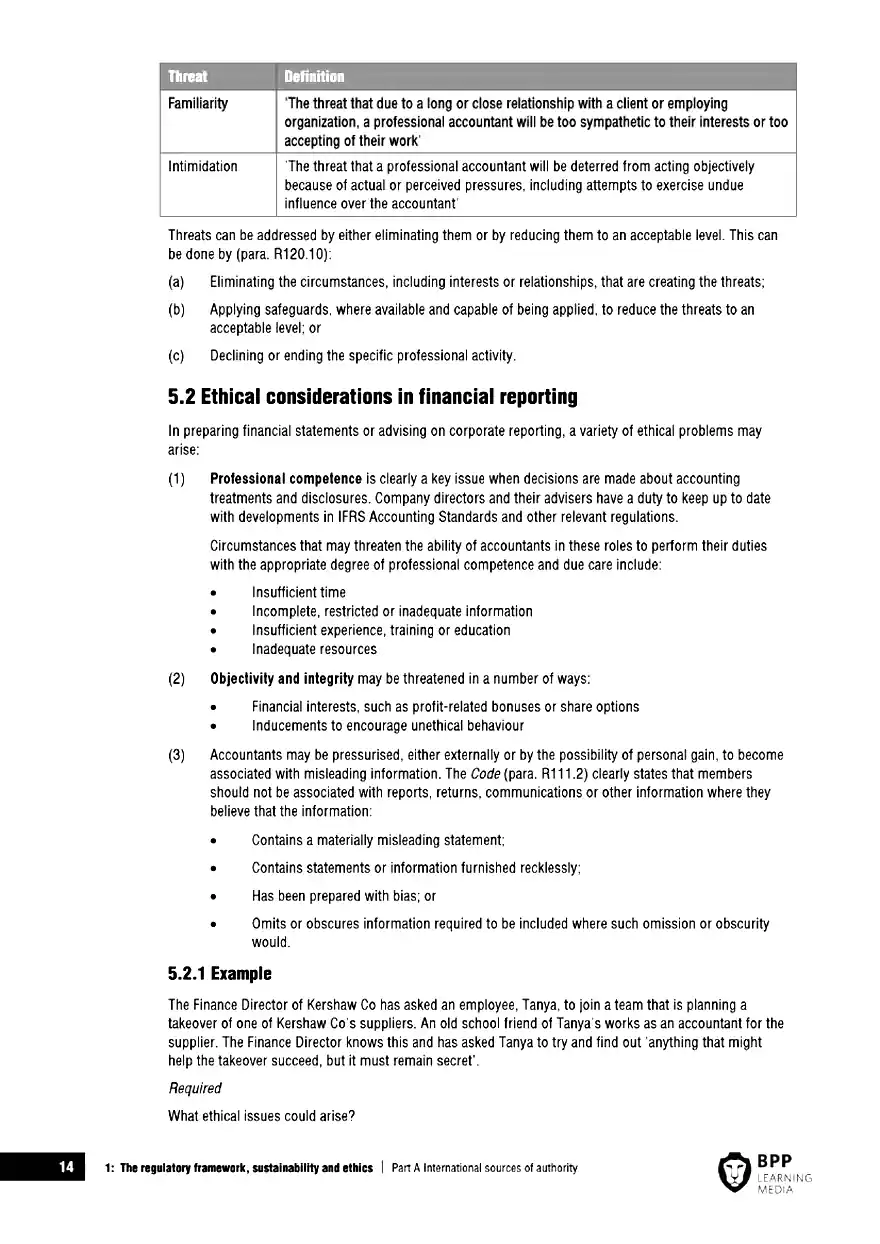 Threat Definition
Familiarity 'The threat that due to a long or close relationship with a client or employing
organization, a professional accountant will be too sympathetic to their interests or too
accepting of their work'
Intimidation 'The threat that a professional accountant will be deterred from acting objectively
because of actual or perceived pressures, including attempts to exercise undue
influence over the accountant'
Threats can be addressed by either eliminating them or by reducing them to an acceptable level. This can
be done by (para. R120.10):
(a) Eliminating the circumstances, including interests or relationships, that are creating the threats;
(b) Applying safeguards, where available and capable of being applied, to reduce the threats to an
acceptable level; or
(c) Declining or ending the specific professional activity.
5.2 Ethical considerations in financial reporting
In preparing financial statements or advising on corporate reporting, a variety of ethical problems may
arise:
(1) Professional competence is clearly a key issue when decisions are made about accounting
treatments and disclosures. Company directors and their advisers have a duty to keep up to date
with developments in IFRS Accounting Standards and other relevant regulations.
Circumstances that may threaten the ability of accountants in these roles to perform their duties
with the appropriate degree of professional competence and due care include:
• Insufficient time
• Incomplete, restricted or inadequate information
• Insufficient experience, training or education
• Inadequate resources
(2) Objectivity and integrity may be threatened in a number of ways:
• Financial interests, such as profit-related bonuses or share options
• Inducements to encourage unethical behaviour
(3) Accountants may be pressurised, either externally or by the possibility of personal gain, to become
associated with misleading information. The Code (para. R111.2) clearly states that members
should not be associated with reports, returns, communications or other information where they
believe that the information:
• Contains a materially misleading statement;
• Contains statements or information furnished recklessly;
• Has been prepared with bias; or
• Omits or obscures information required to be included where such omission or obscurity
would.
5.2.1 Example
The Finance Director of Kershaw Co has asked an employee, Tanya, to join a team that is planning a
takeover of one of Kershaw Co's suppliers. An old school friend of Tanya's works as an accountant for the
supplier. The Finance Director knows this and has asked Tanya to try and find out 'anything that might
help the takeover succeed, but it must remain secret'.
Required
What ethical issues could arise?
14 1: The regulatory framework, sustainability and ethics | Part A International sources of authority
BPP
LEARNING
MEDIA